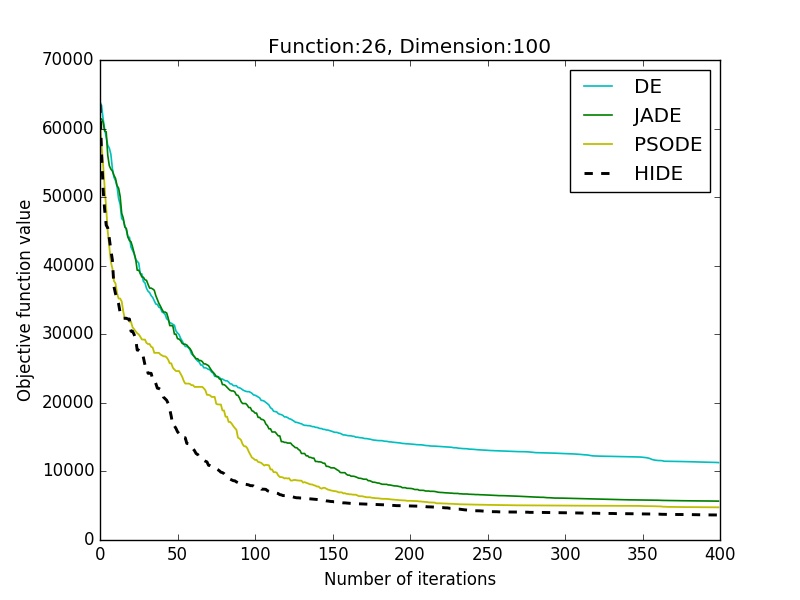 Function:26, Dimension:100
70000
60000
50000
40000
30000
20000
10000
0
Objective function value
DE
JADE
PSODE
HIDE
0 50 100 150 200 250 300 350 400
Number of iterations